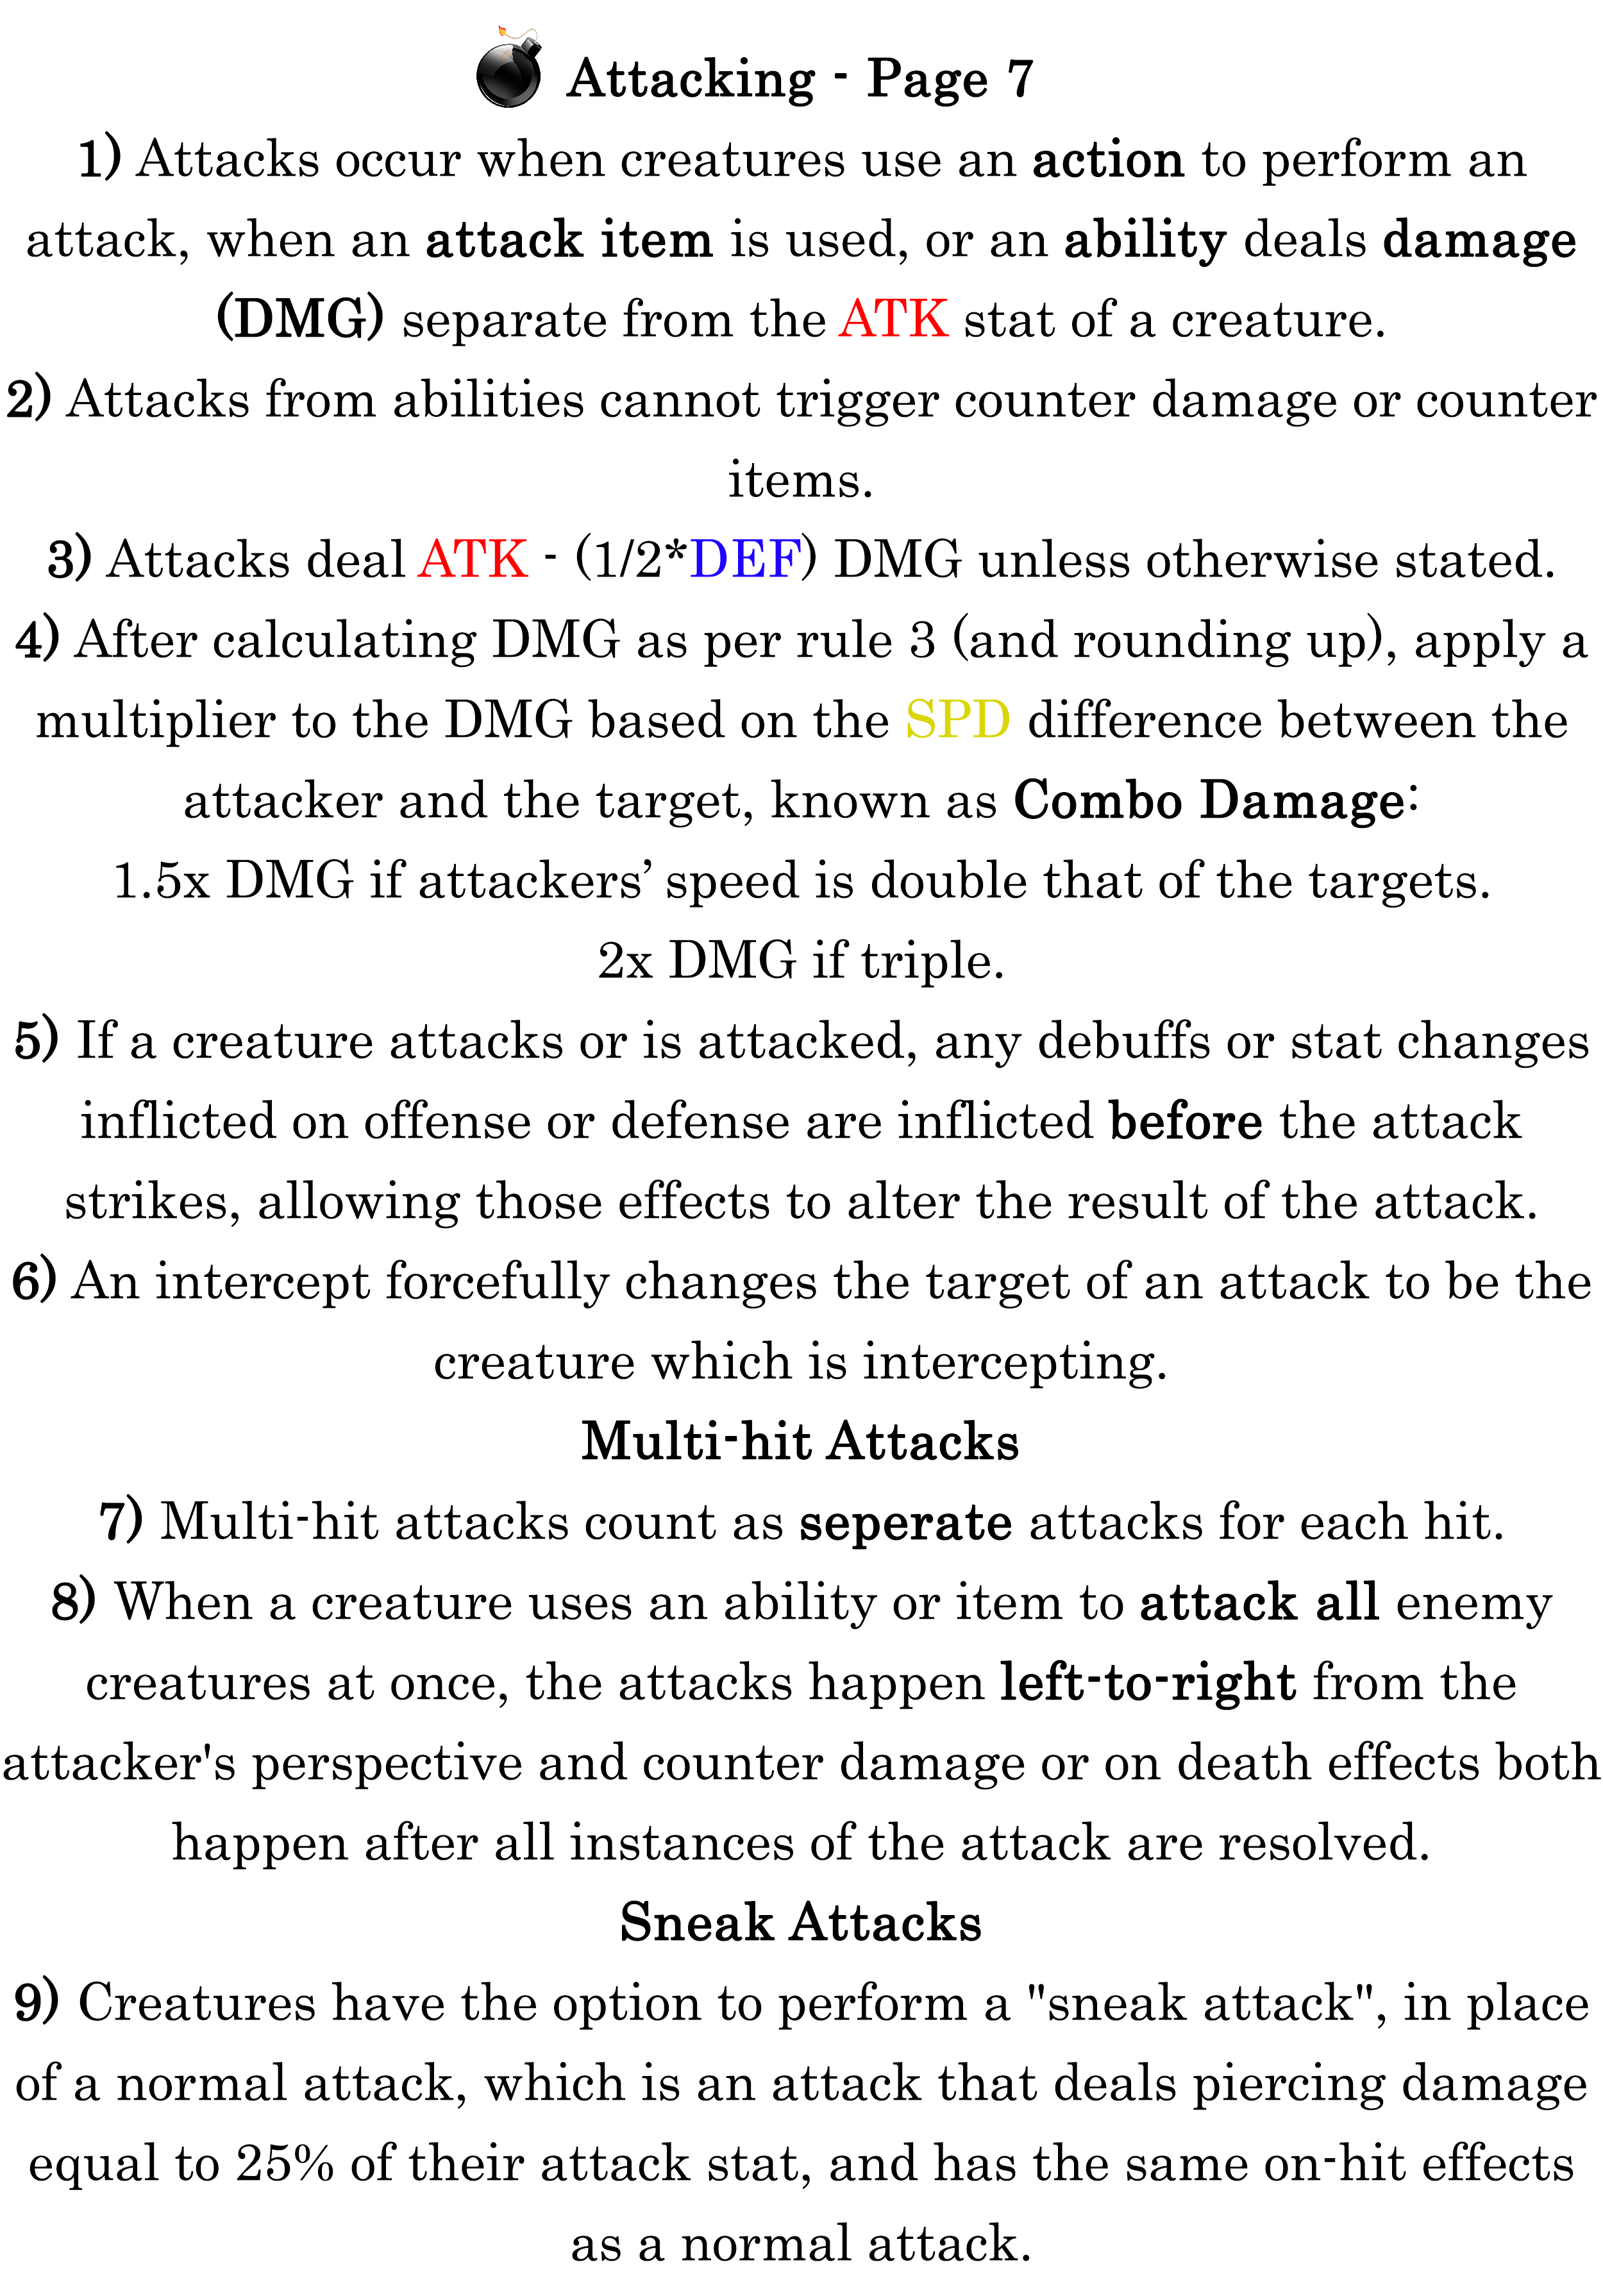 Attacking - Page 7
1) Attacks occur when creatures use an action to perform an
attack, when an attack item is used, or an ability deals damage
(DMG) separate from the ATK stat of a creature.
2) Attacks from abilities cannot trigger counter damage or counter
items.
3) Attacks deal ATK - (1/2*DEF) DMG unless otherwise stated.
4) After calculating DMG as per rule 3 (and rounding up), apply a
multiplier to the DMG based on the SPD difference between the
attacker and the target, known as Combo Damage:
1.5x DMG if attackers’ speed is double that of the targets.
2x DMG if triple.
5) If a creature attacks or is attacked, any debuffs or stat changes
inflicted on offense or defense are inflicted before the attack
strikes, allowing those effects to alter the result of the attack.
6) An intercept forcefully changes the target of an attack to be the
creature which is intercepting.
Multi-hit Attacks
7) Multi-hit attacks count as seperate attacks for each hit.
8) When a creature uses an ability or item to attack all enemy
creatures at once, the attacks happen left-to-right from the
attacker's perspective and counter damage or on death effects both
happen after all instances of the attack are resolved.
Sneak Attacks
9) Creatures have the option to perform a "sneak attack", in place
of a normal attack, which is an attack that deals piercing damage
equal to 25% of their attack stat, and has the same on-hit effects
as a normal attack.